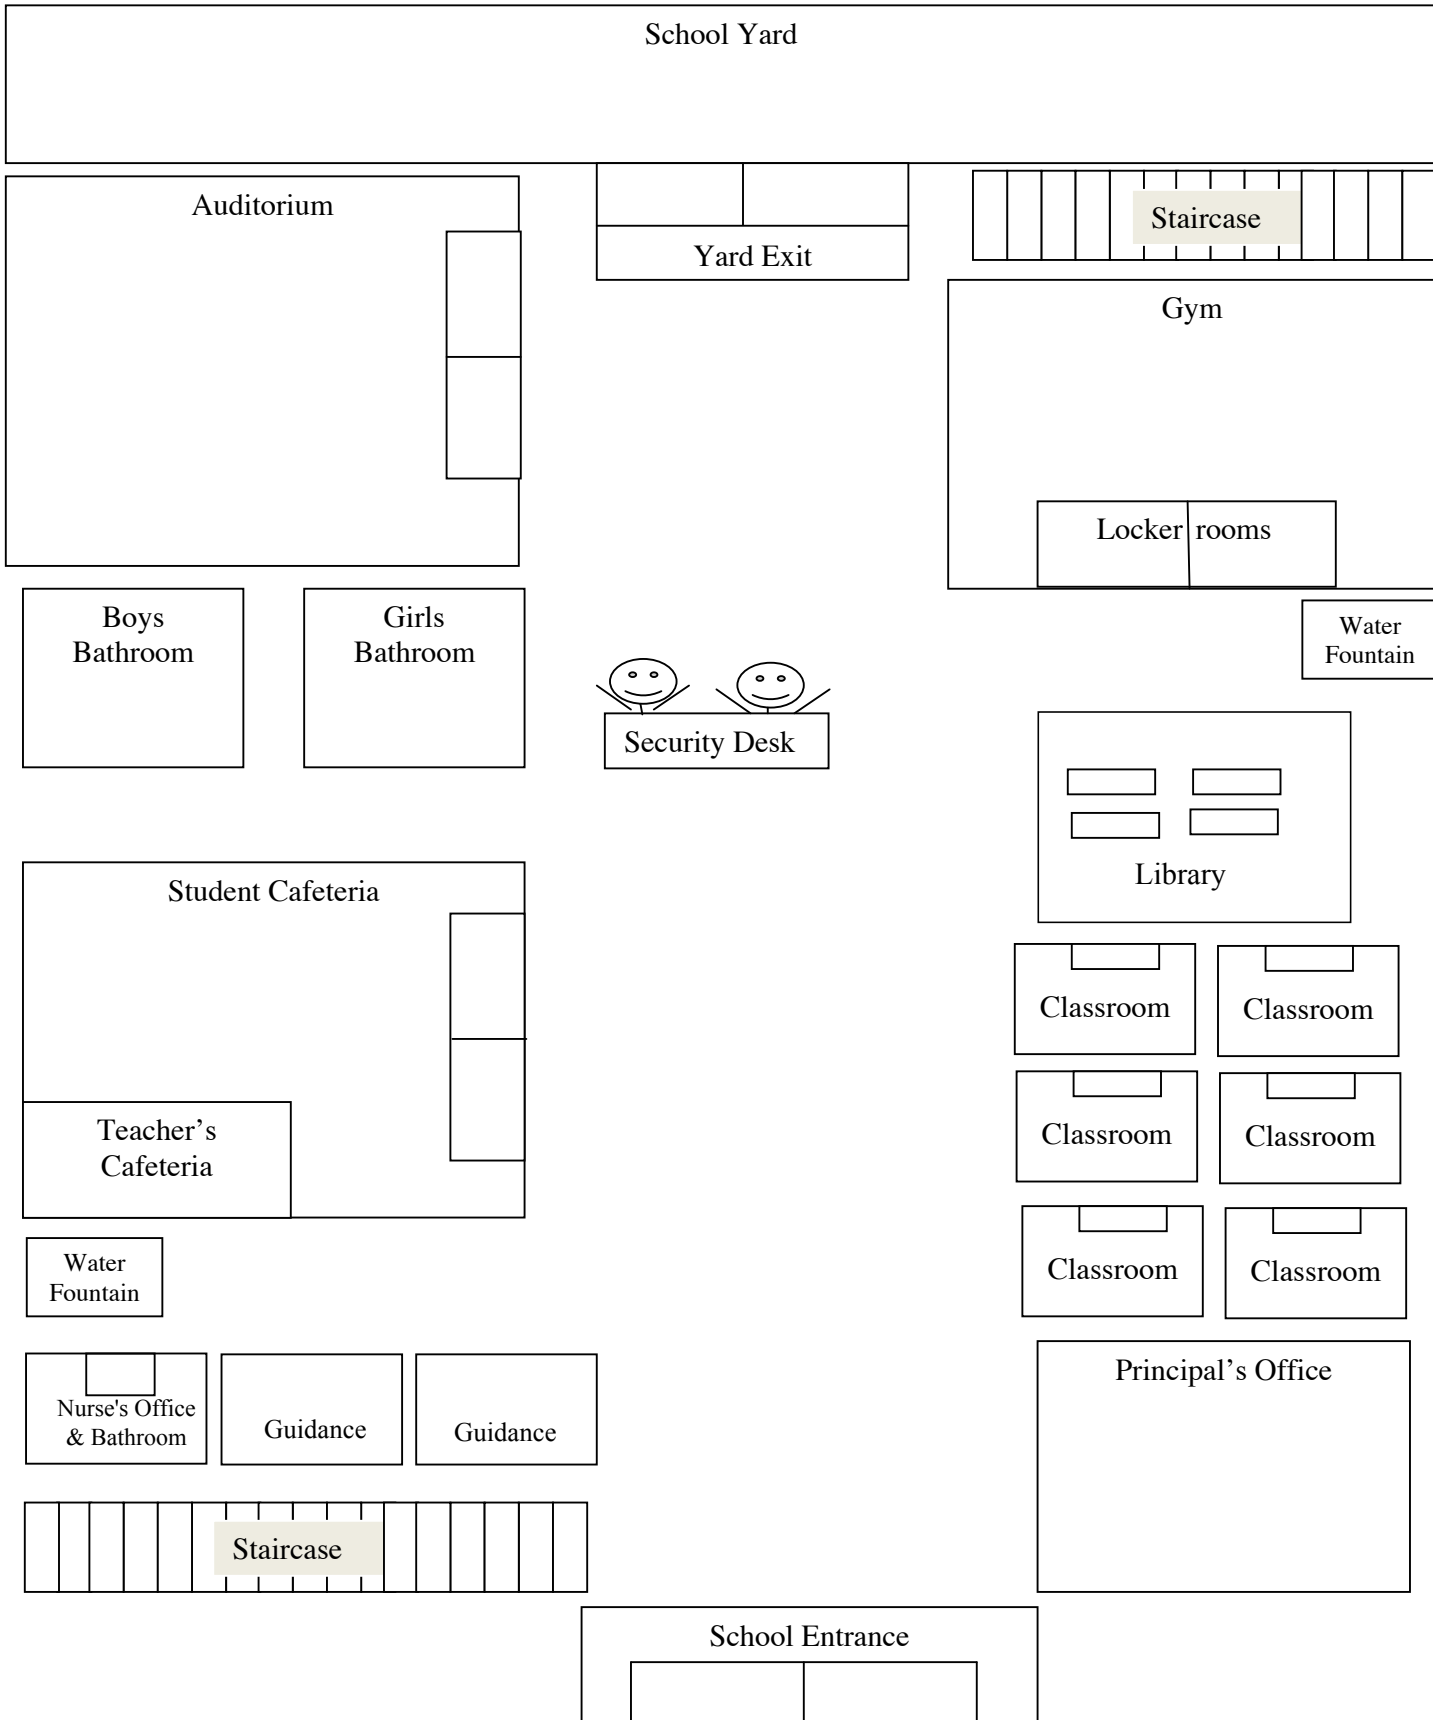 School Yard
Auditorium
Yard Exit
Staircase
Gym
Locker rooms
Boys
Bathroom
Girls
Bathroom
Water
Fountain
Security Desk
Library
Student Cafeteria
Classroom
Classroom
Teacher’s
Cafeteria
Classroom
Classroom
Water
Fountain
Classroom
Classroom
Principal’s Office
Nurse's Office
& Bathroom
Guidance
Guidance
Staircase
School Entrance